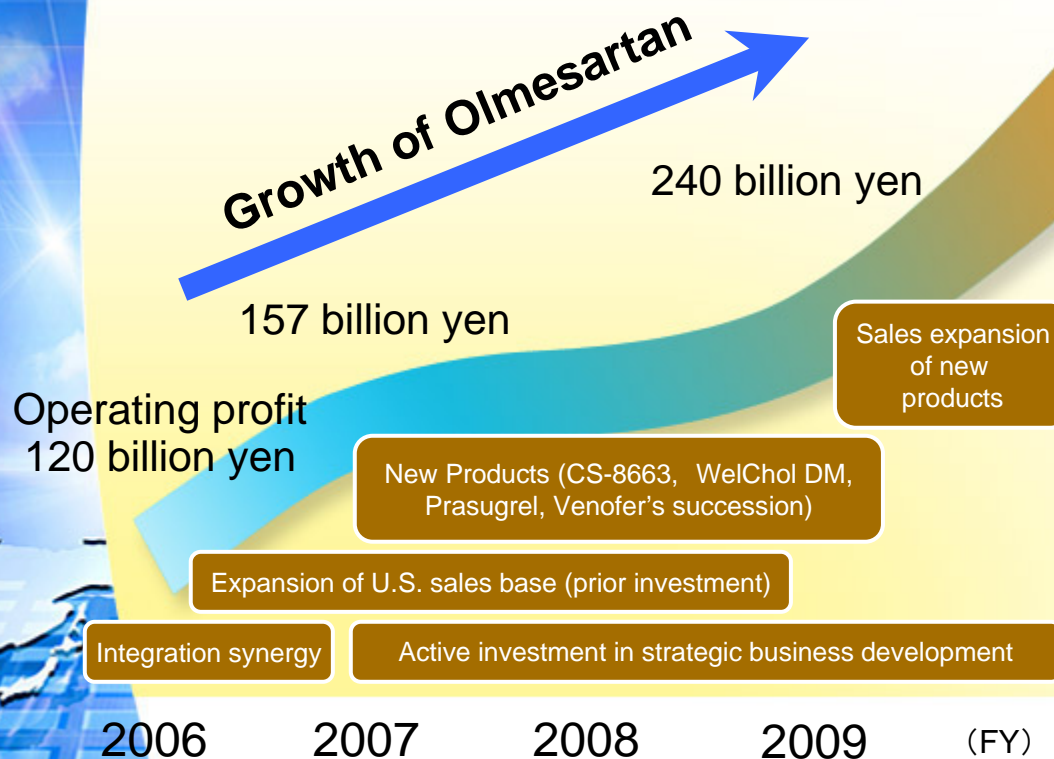 Growth of Olmesartan
240 billion yen
157 billion yen
Operating profit
120 billion yen
Sales expansion
of new
products
New Products (CS-8663, WelChol DM,
Prasugrel, Venofer's succession)
Expansion of U.S. sales base (prior investment)
Integration synergy
Active investment in strategic business development
2006 2007 2008 2009 （FY）